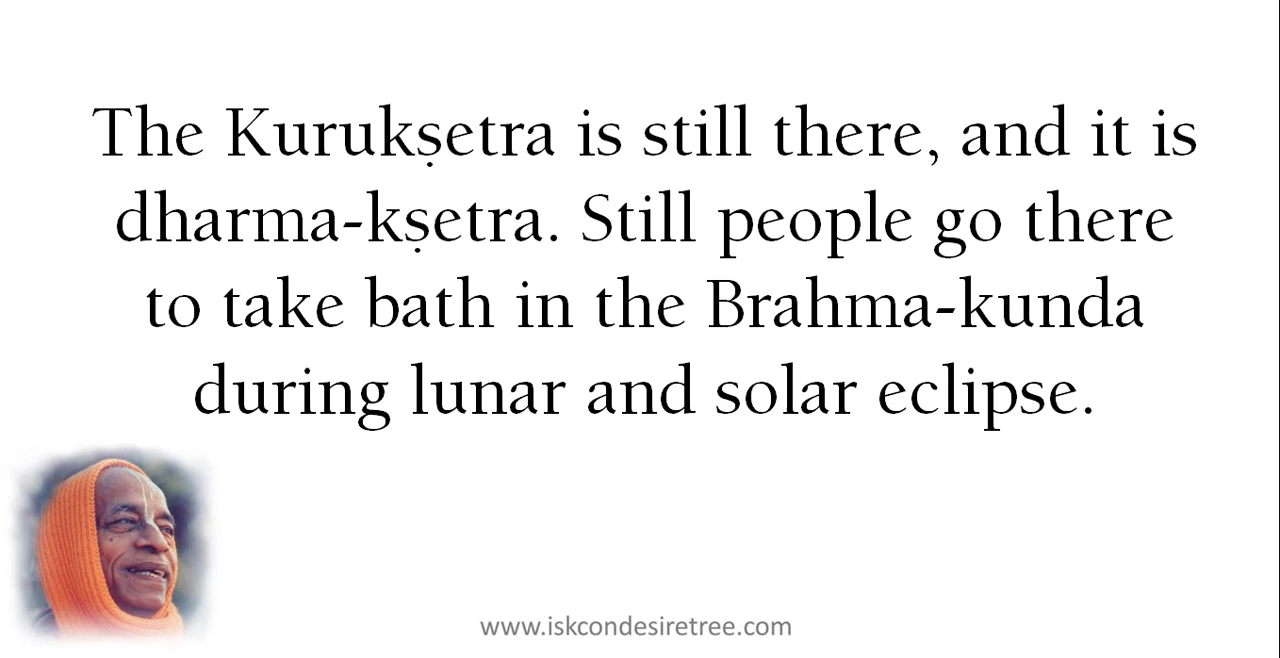 The Kurukṣetra is still there, and it is
dharma-kṣetra. Still people go there
to take bath in the Brahma-kunda
during lunar and solar eclipse.
www.iskcondesiretree.com